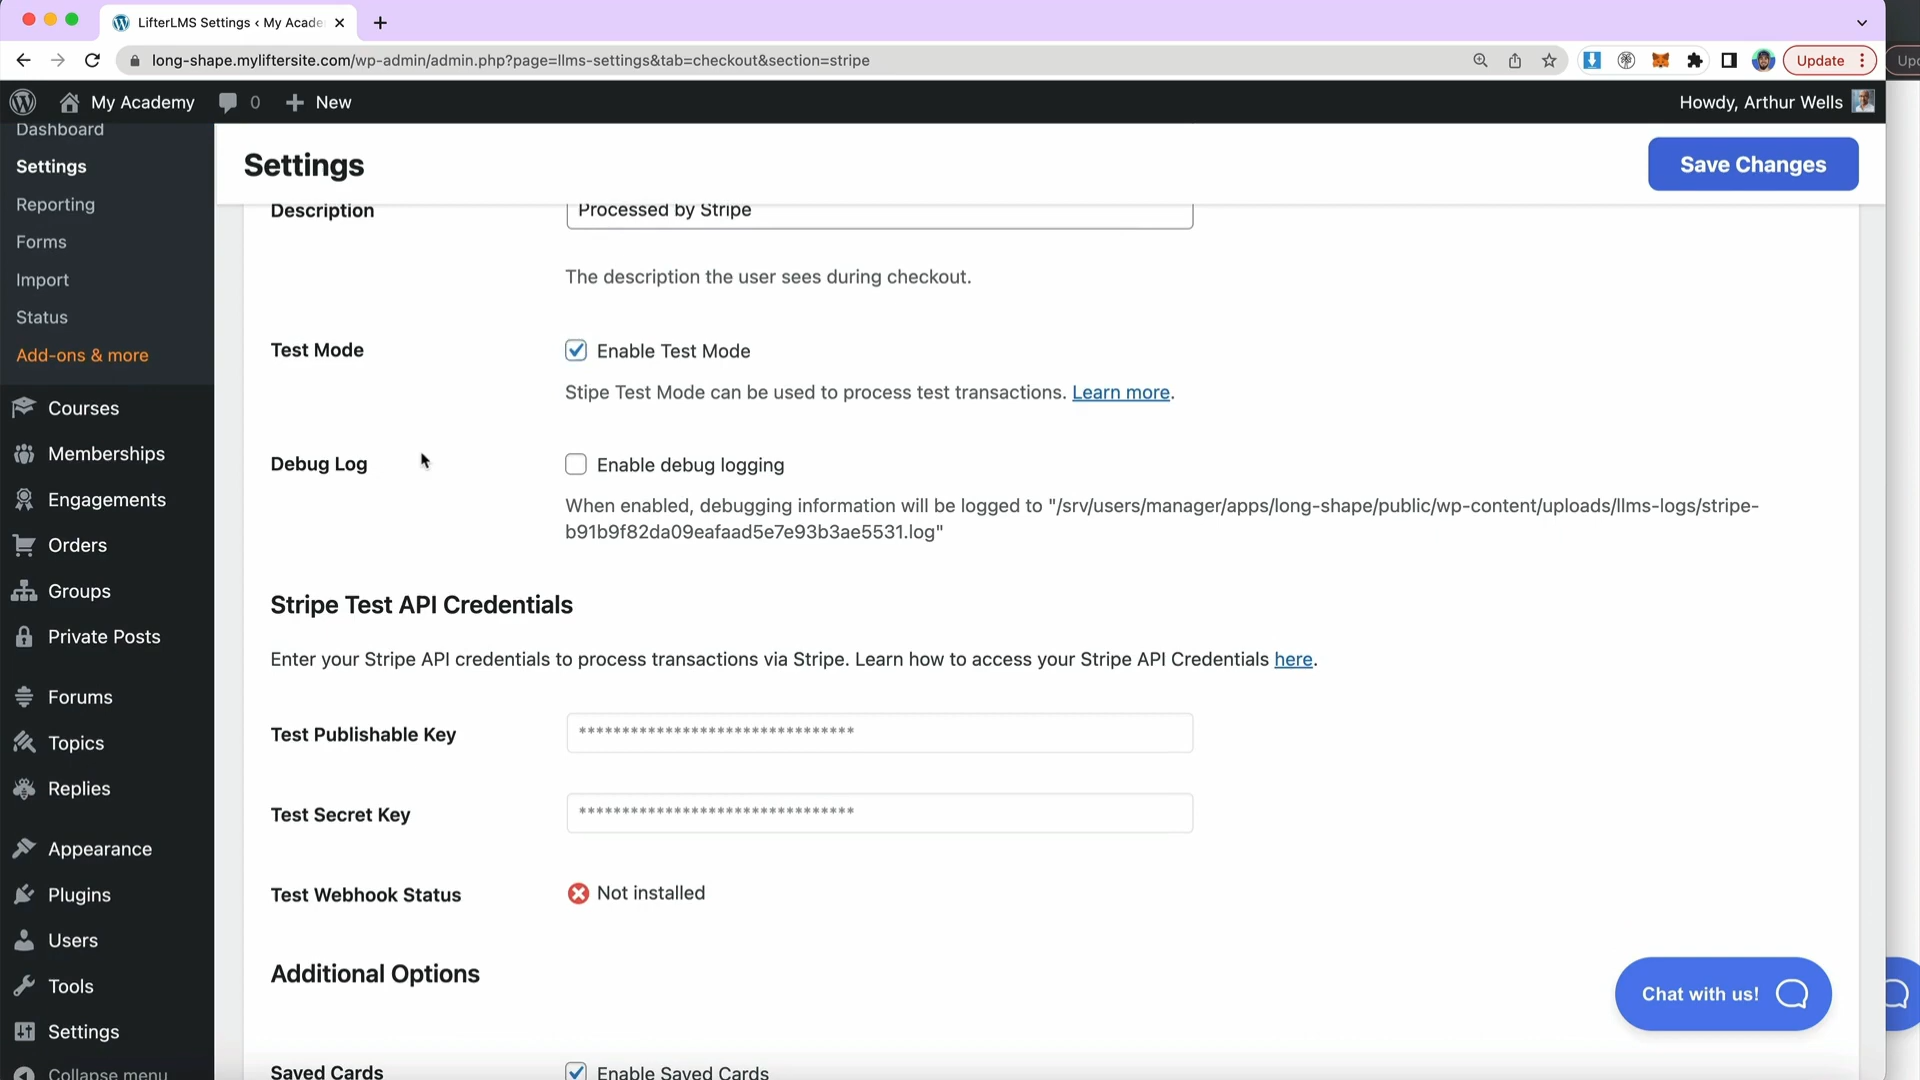 LifterLMS Settings ‹ My Acade
long-shape.myliftersite.com/wp-admin/admin.php?page=llms-settings&tab=checkout&section=stripe
Update
My Academy
0
New
Howdy, Arthur Wells
Dashboard
Settings
Reporting
Forms
Import
Status
Add-ons & more
Courses
Memberships
Engagements
Orders
Groups
Private Posts
Forums
Topics
Replies
Appearance
Plugins
Users
Tools
Settings
Collapse menu
Settings
Save Changes
Description
Processed by Stripe
The description the user sees during checkout.
Test Mode
Enable Test Mode
Stipe Test Mode can be used to process test transactions. Learn more.
Debug Log
Enable debug logging
When enabled, debugging information will be logged to "/srv/users/manager/apps/long-shape/public/wp-content/uploads/llms-logs/stripe-
b91b9f82da09eafaad5e7e93b3ae5531.log"
Stripe Test API Credentials
Enter your Stripe API credentials to process transactions via Stripe. Learn how to access your Stripe API Credentials here.
Test Publishable Key
********************************
Test Secret Key
********************************
Test Webhook Status
Not installed
Additional Options
Saved Cards
Enable Saved Cards
Chat with us!